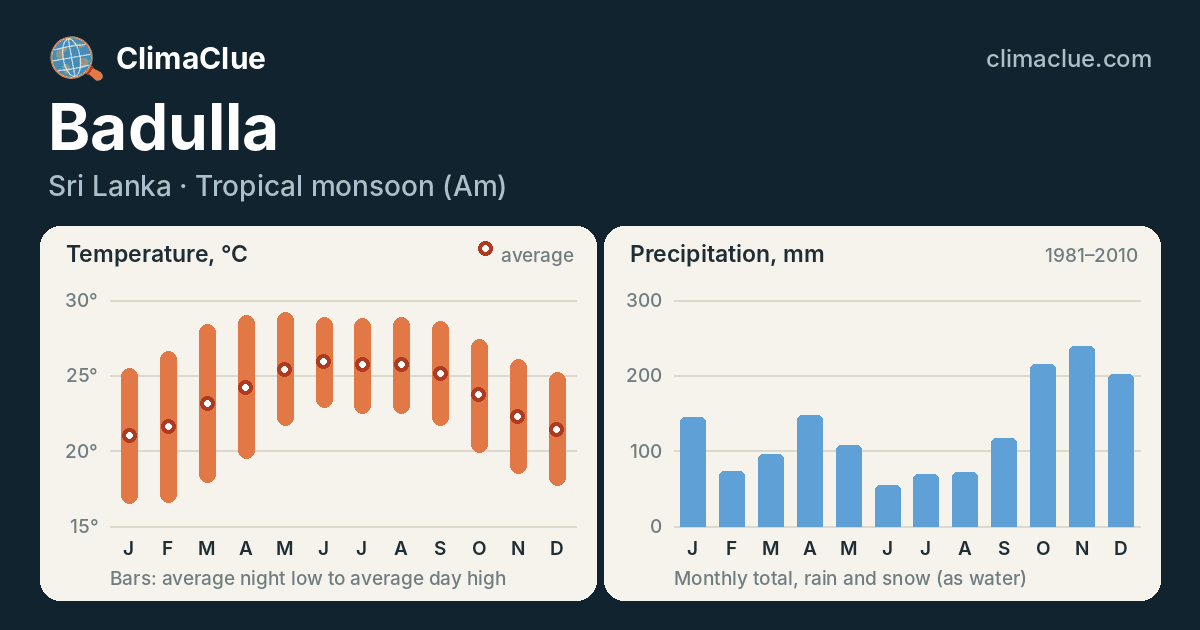 ClimaClue
climaclue.com
Badulla
Sri Lanka · Tropical monsoon (Am)
Temperature, °C
average
30°
25°
20°
15°
J F M A M J J A S O N D
Bars: average night low to average day high
Precipitation, mm
1981–2010
300
200
100
0
J F M A M J J A S O N D
Monthly total, rain and snow (as water)